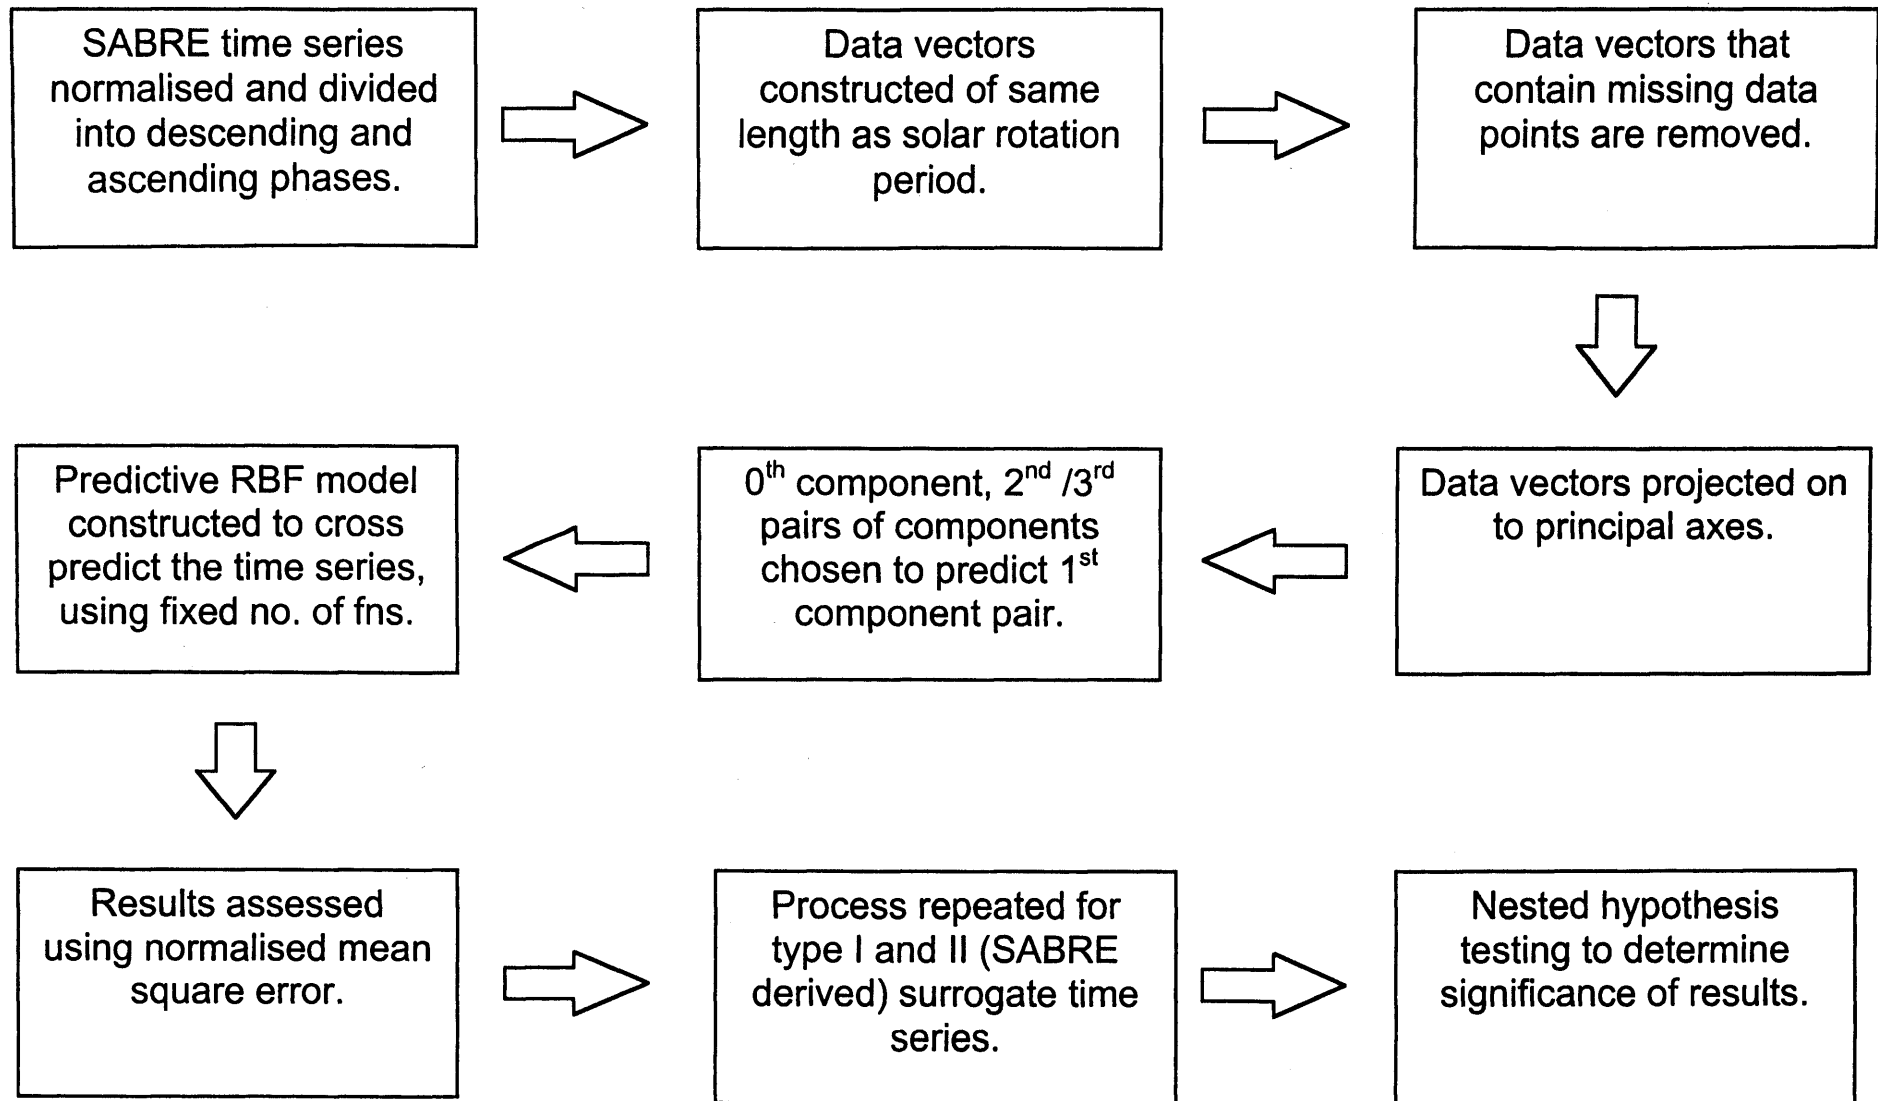 SABRE time series
normalised and divided
into descending and
ascending phases.
Data vectors
constructed of same
length as solar rotation
period.
Data vectors that
contain missing data
points are removed.
Data vectors projected on
to principal axes.
0th component, 2nd /3rd
pairs of components
chosen to predict 1st
component pair.
Predictive RBF model
constructed to cross
predict the time series,
using fixed no. of fns.
Results assessed
using normalised mean
square error.
Process repeated for
type I and II (SABRE
derived) surrogate time
series.
Nested hypothesis
testing to determine
significance of results.